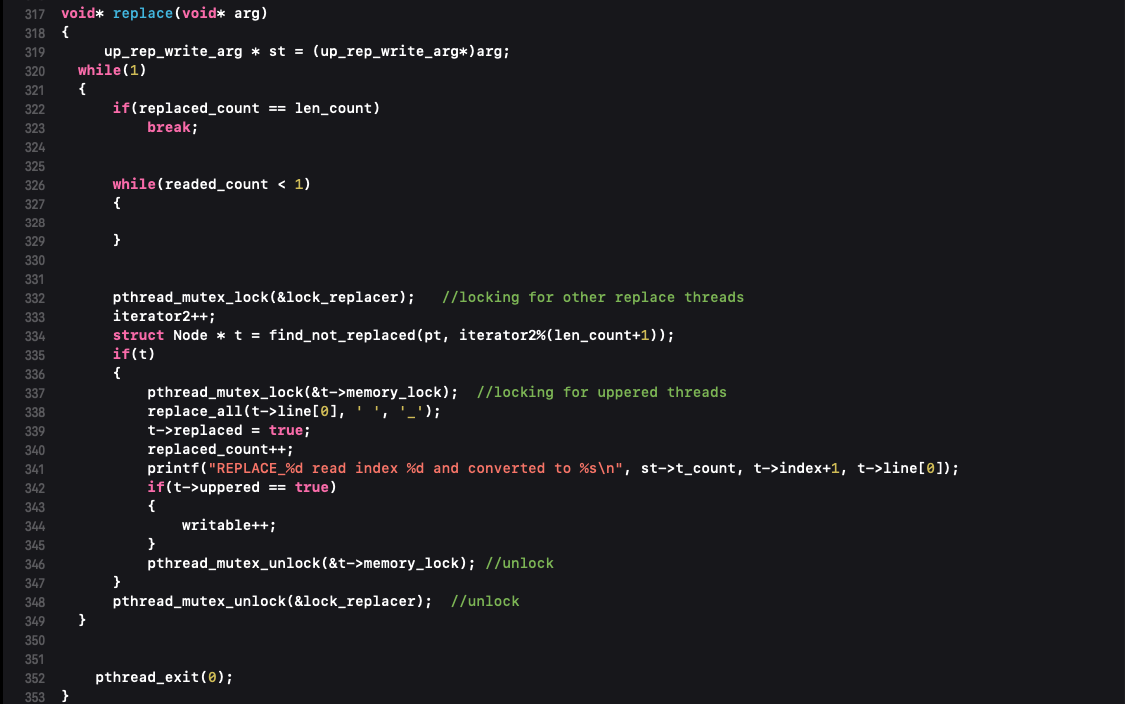 317 void* replace(void* arg)
318 {
319 up_rep_write_arg * st = (up_rep_write_arg*)arg;
320 while(1)
321 {
322 if(replaced_count == len_count)
323 break;
324
325
326 while(readed_count < 1)
327 {
328
329 }
330
331
332 pthread_mutex_lock(&lock_replacer); //locking for other replace threads
333 iterator2++;
334 struct Node * t = find_not_replaced(pt, iterator2%(len_count+1));
335 if(t)
336 {
337 pthread_mutex_lock(&t->memory_lock); //locking for uppered threads
338 replace_all(t->line[0], ' ', '_');
339 t->replaced = true;
340 replaced_count++;
341 printf("REPLACE_%d read index %d and converted to %s\n", st->t_count, t->index+1, t->line[0]);
342 if(t->uppered == true)
343 {
344 writable++;
345 }
346 pthread_mutex_unlock(&t->memory_lock); //unlock
347 }
348 pthread_mutex_unlock(&lock_replacer); //unlock
349 }
350
351
352 pthread_exit(0);
353 }